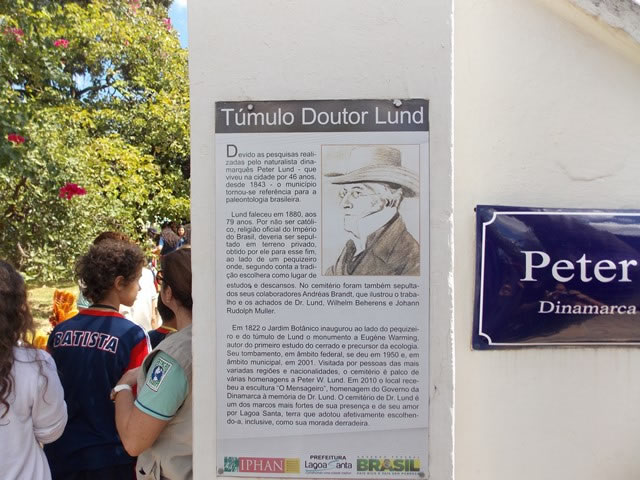 Túmulo Doutor Lund
Devido as pesquisas reali-
zadas pelo naturalista dina-
marquês Peter Lund - que
viveu na cidade por 46 anos,
desde 1843 - o município
tornou-se referência para a
paleontologia brasileira.
Lund faleceu em 1880, aos
79 anos. Por não ser católi-
co, religião oficial do Império
do Brasil, deveria ser sepul-
tado em terreno privado,
obtido por ele para esse fim,
ao lado de um pequizeiro
onde, segundo conta a tradi-
ção escolhera como lugar de
estudos e descansos. No cemitério foram também sepulta-
dos seus colaboradores Andreas Brandt, que ilustrou o traba-
lho e os achados de Dr. Lund; Wilhelm Beherens e Johann
Rudolph Muller.
Em 1822 o Jardim Botânico inaugurou ao lado do pequizei-
ro e do túmulo de Lund o monumento a Eugène Warming,
autor do primeiro estudo do cerrado e precursor da ecologia.
Seu tombamento, em âmbito federal, se deu em 1950 e, em
âmbito municipal, em 2001. Visitada por pessoas das mais
variadas regiões e nacionalidades, o cemitério é palco de
várias homenagens a Peter W. Lund. Em 2010 o local rece-
beu a escultura "O Mensageiro", homenagem do Governo da
Dinamarca à memória de Dr. Lund. O cemitério de Dr. Lund é
um dos marcos mais fortes de sua presença e de seu amor
por Lagoa Santa, terra que adotou afetivamente escolhen-
do-a, inclusive, como sua morada derradeira.
IPHAN
PREFEITURA
Lagoa Santa
BRASIL
Peter
Dinamarca
BATISTA